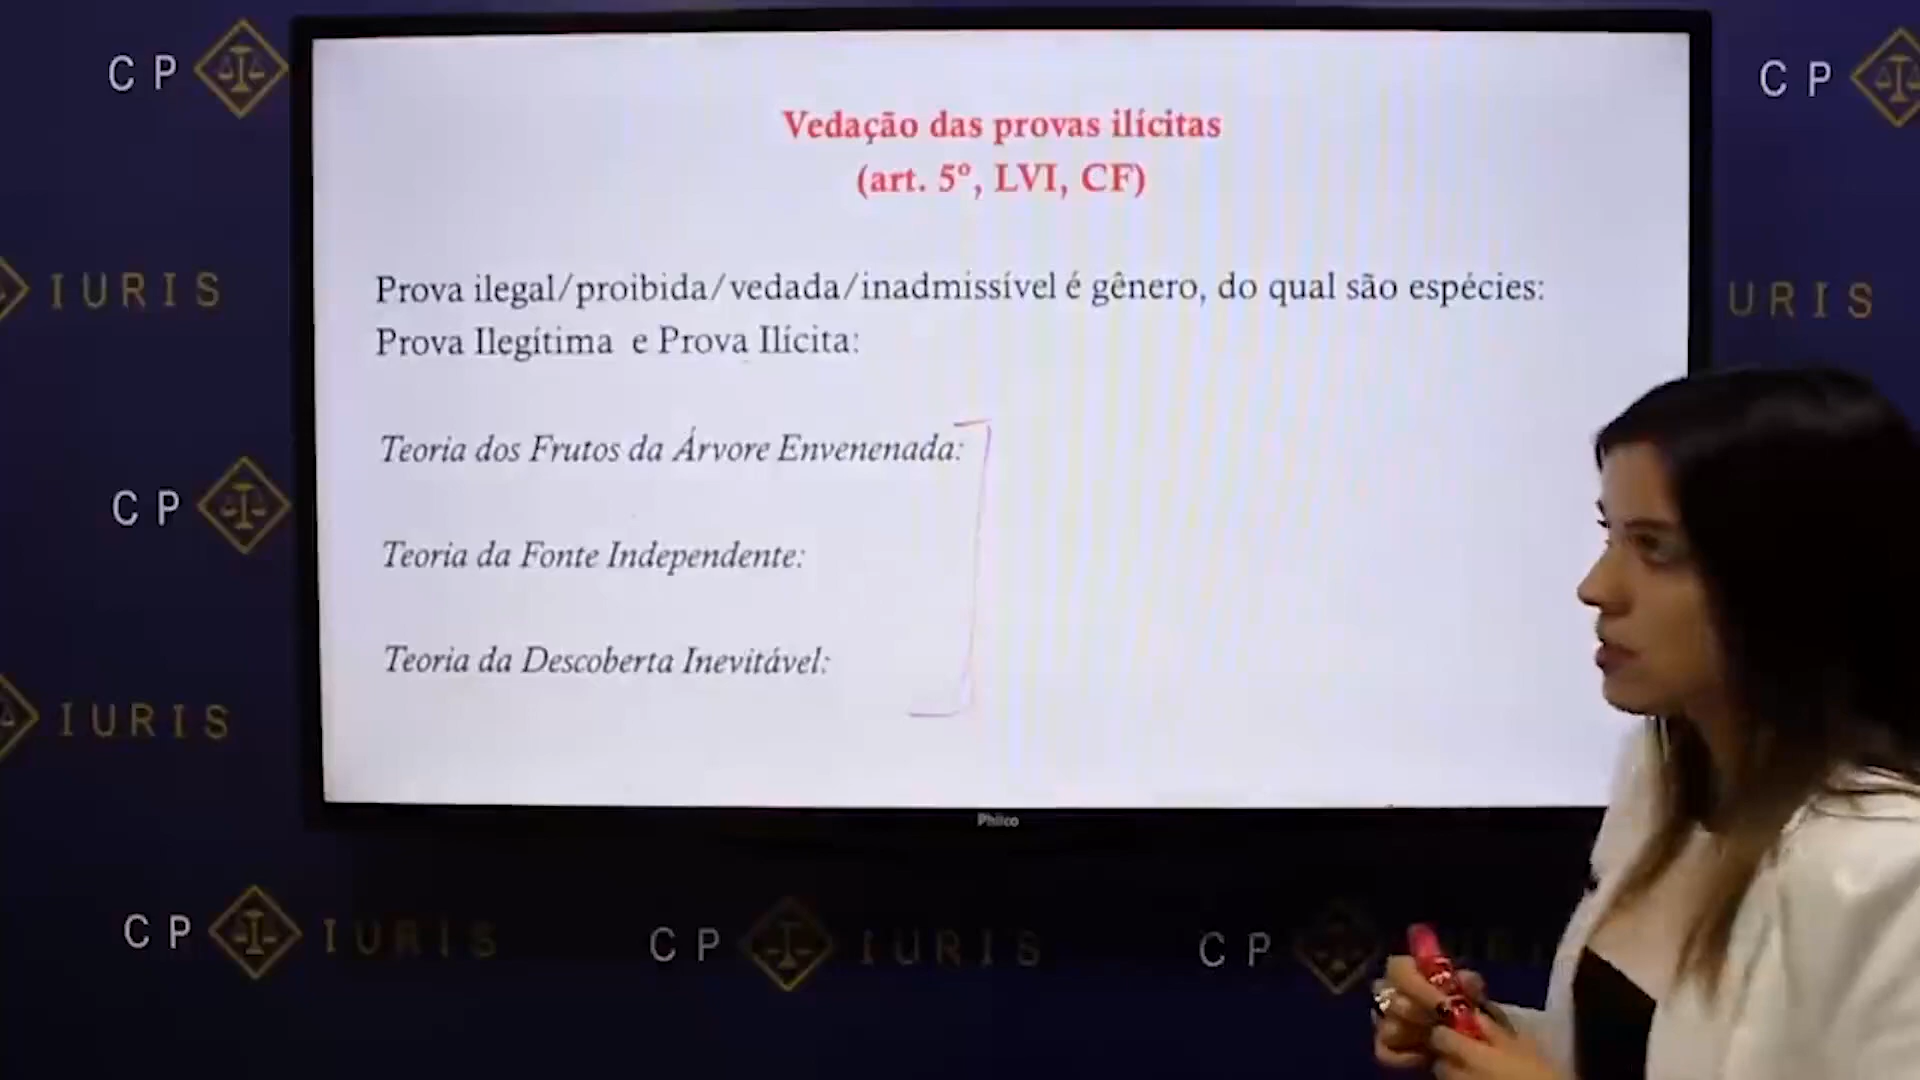 CP
CP
Vedação das provas ilícitas
(art. 5º, LVI, CF)
IURIS
URIS
Prova ilegal/proibida/vedada/inadmissível é gênero, do qual são espécies:
Prova Ilegítima e Prova Ilícita:
Teoria dos Frutos da Árvore Envenenada:
CP
Teoria da Fonte Independente:
Teoria da Descoberta Inevitável:
IURIS
Philco
CP IURIS
CP IURIS
CP